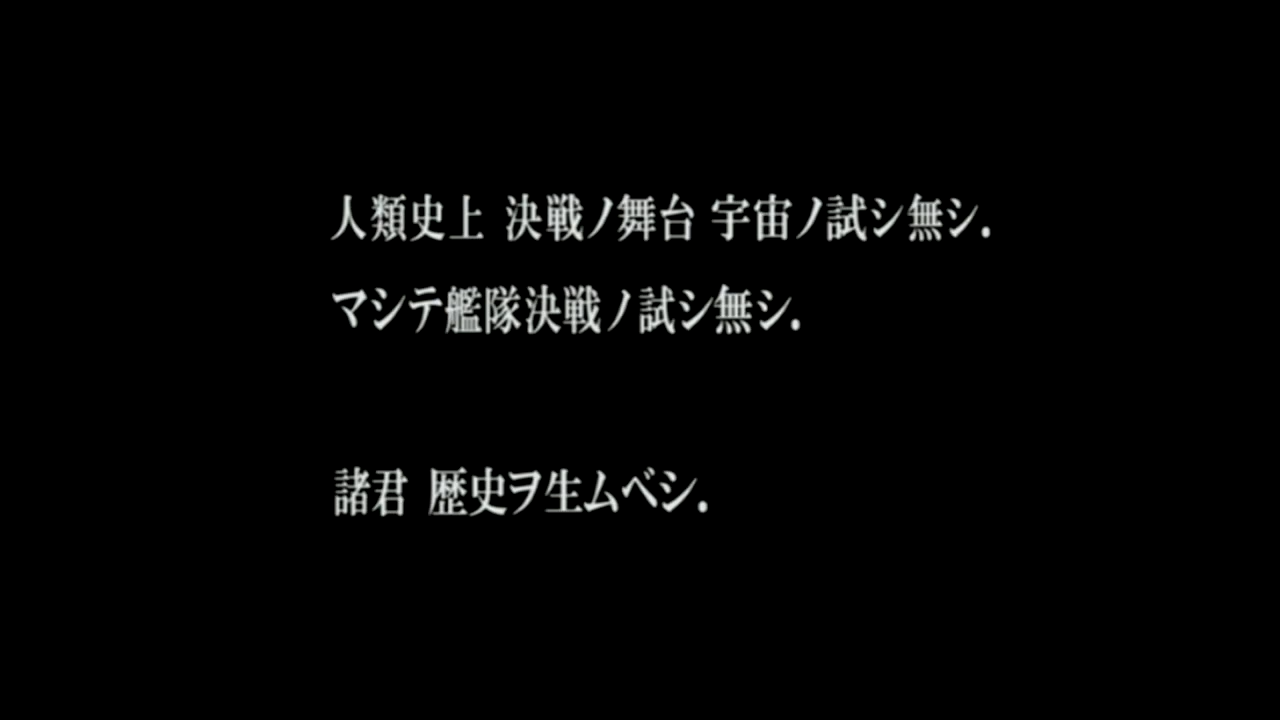 人類史上 決戦ノ舞台 宇宙ノ試シ無シ.
マシテ艦隊決戦ノ試シ無シ.
諸君 歴史ヲ生ムベシ.